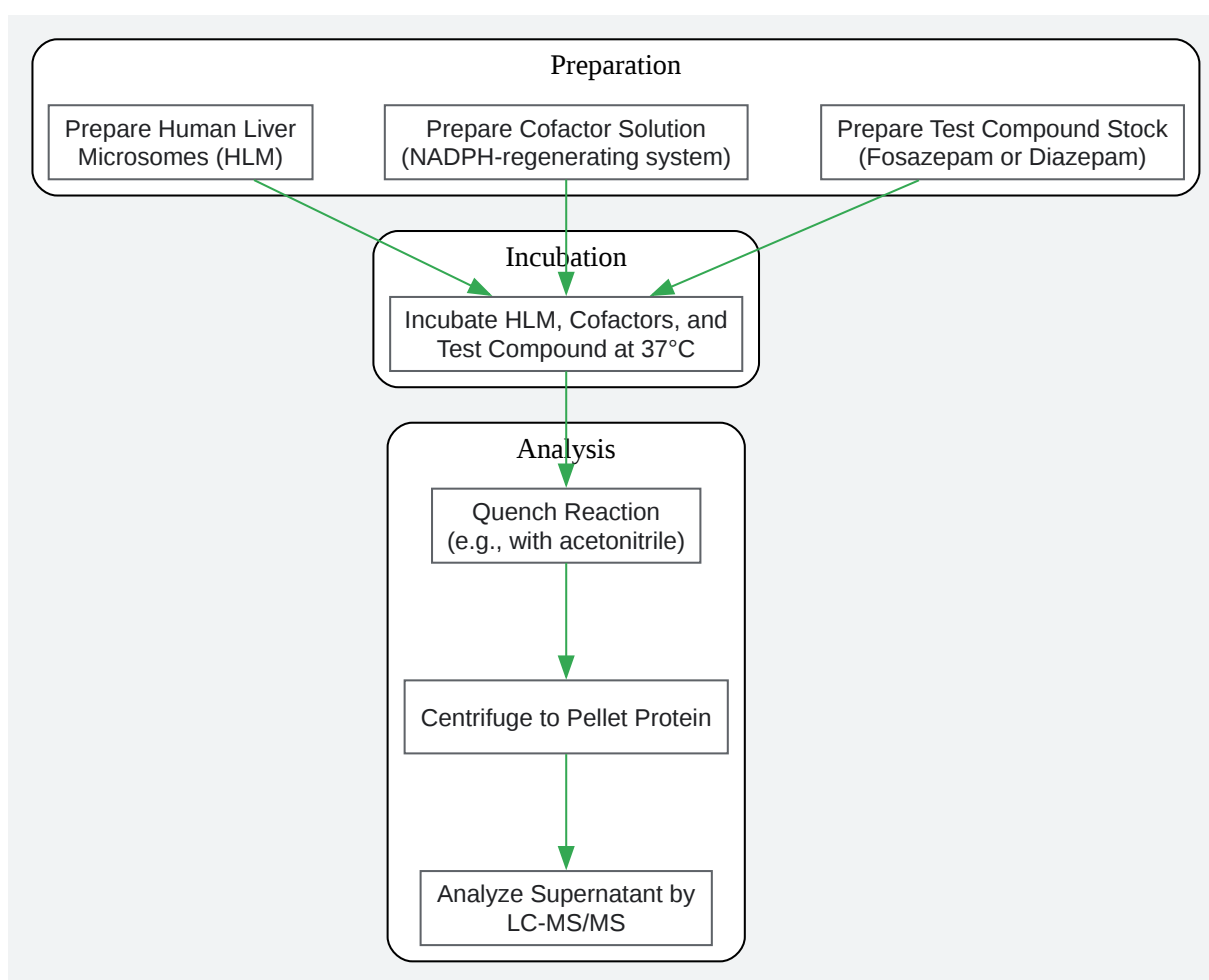 Preparation
Prepare Human Liver
Microsomes (HLM)
Prepare Cofactor Solution
(NADPH-regenerating system)
Prepare Test Compound Stock
(Fosazepam or Diazepam)
Incubation
Incubate HLM, Cofactors, and
Test Compound at 37°C
Analysis
Quench Reaction
(e.g., with acetonitrile)
Centrifuge to Pellet Protein
Analyze Supernatant by
LC-MS/MS